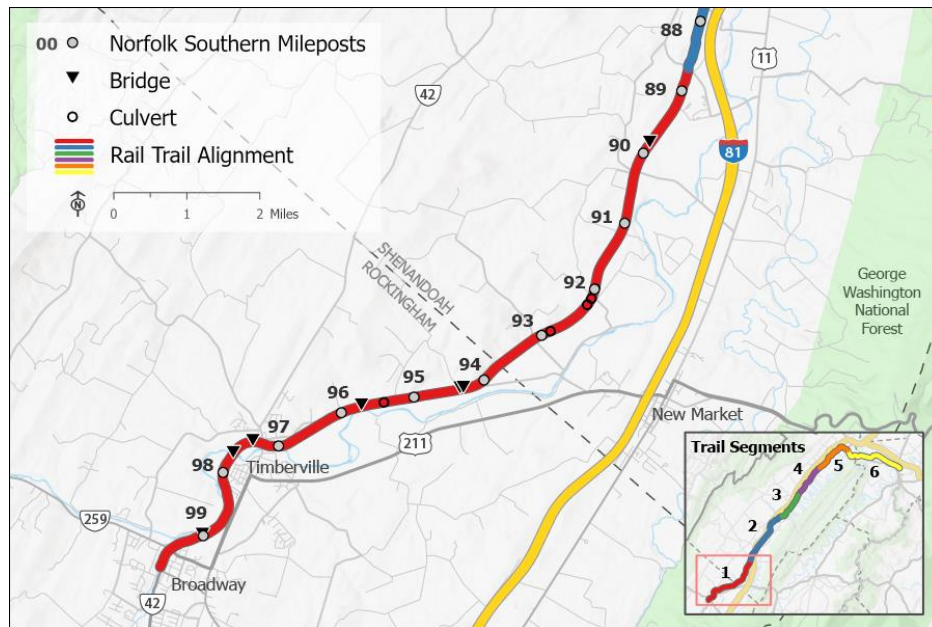 00 Norfolk Southern Mileposts
Bridge
Culvert
Rail Trail Alignment
N
0 1 2 Miles
42
88
11
89
90
81
91
SHENANDOAH
ROCKINGHAM
92
George
Washington
National
Forest
93
94
95
96
New Market
97
211
Timberville
98
259
99
Broadway
42
Trail Segments
4
5
6
3
2
1